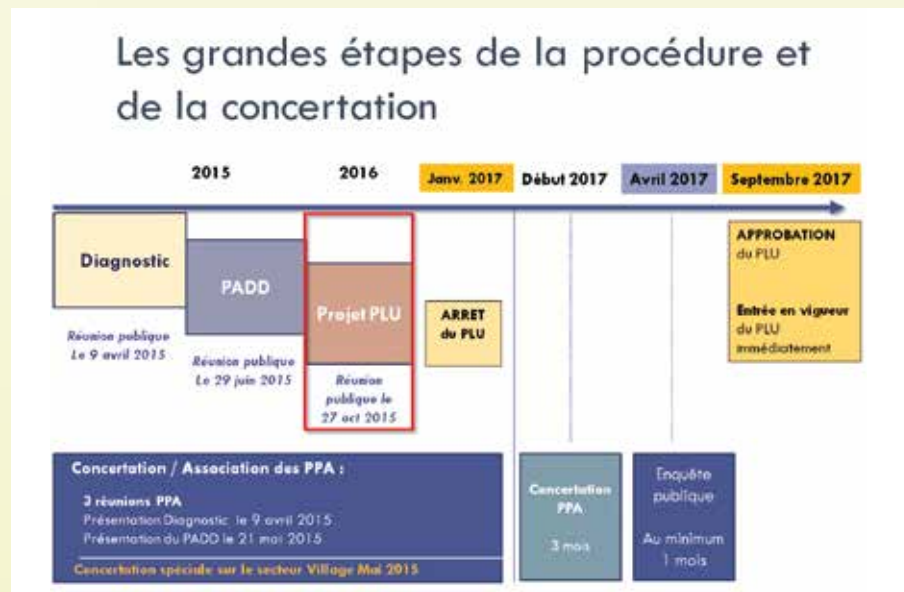 Les grandes étapes de la procédure et
de la concertation
2015
2016
Janv. 2017
Début 2017
Avril 2017
Septembre 2017
Diagnostic
Réunion publique
Le 9 avril 2015
PADD
Réunion publique
Le 29 juin 2015
Projet PLU
Réunion
publique le
27 oct 2015
ARRET
du PLU
APPROBATION
du PLU
Entrée en vigueur
du PLU
immédiatement
Concertation / Association des PPA :
3 réunions PPA
Présentation Diagnostic le 9 avril 2015
Présentation du PADD le 21 mai 2015
Concertation spéciale sur le secteur Village Mai 2015
Concertation
PPA
3 mois
Enquête
publique
Au minimum
1 mois